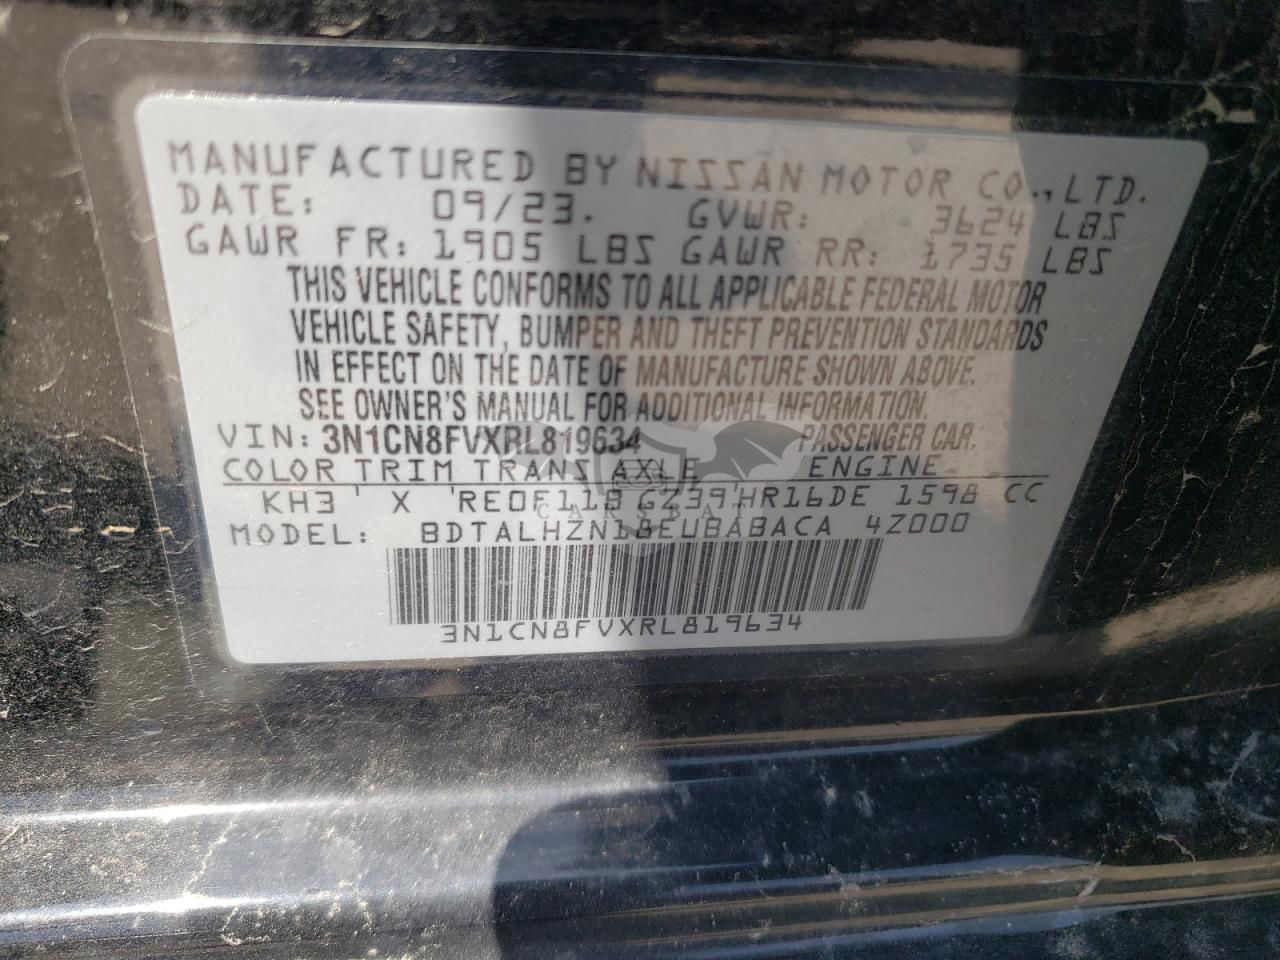 MANUFACTURED BY NISSAN MOTOR CO., LTD.
DATE: 09/23. GVWR: 3624 LBS
GAWR FR: 1905 LBS GAWR RR: 1735 LBS
THIS VEHICLE CONFORMS TO ALL APPLICABLE FEDERAL MOTOR
VEHICLE SAFETY, BUMPER AND THEFT PREVENTION STANDARDS
IN EFFECT ON THE DATE OF MANUFACTURE SHOWN ABOVE.
SEE OWNER'S MANUAL FOR ADDITIONAL INFORMATION.
VIN: 3N1CN8FVXRL819634 PASSENGER CAR.
COLOR TRIM TRANS AXLE ENGINE
KH3 X RE0F11B GZ39 HR16DE 1598 CC
CARSBAT
MODEL: BDTALHZN18EUBABACA 4Z000
3N1CN8FVXRL819634